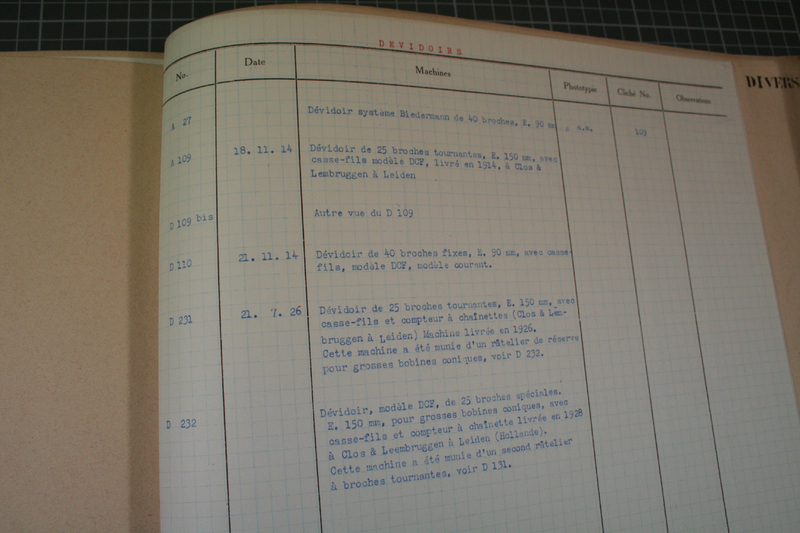 DEVIDOIRS
No. Date Machines Phototypie Cliché No. Observations
DIVERS
A 27 Dévidoir système Biedermann de 40 broches, E. 90 mm 109
A 109 18. 11. 14 Dévidoir de 25 broches tournantes, E. 150 mm, avec
casse-fils modèle DCF, livré en 1914, à Clos &
Lembruggen à Leiden
D 109 bis Autre vue du D 109
D 110 21. 11. 14 Dévidoir de 40 broches fixes, E. 90 mm, avec casse-
fils, modèle DCF, modèle courant.
D 231 21. 7. 26 Dévidoir de 25 broches tournantes, E. 150 mm, avec
casse-fils et compteur à chaînettes (Clos & Lem-
bruggen à Leiden) Machine livrée en 1926.
Cette machine a été munie d'un râtelier de réserve
pour grosses bobines coniques, voir D 232.
D 232 Dévidoir, modèle DCF, de 25 broches spéciales.
E. 150 mm, pour grosses bobines coniques, avec
casse-fils et compteur à chaînette livrée en 1928
à Clos & Leembruggen à Leiden (Hollande).
Cette machine a été munie d'un second râtelier
à broches tournantes, voir D 131.